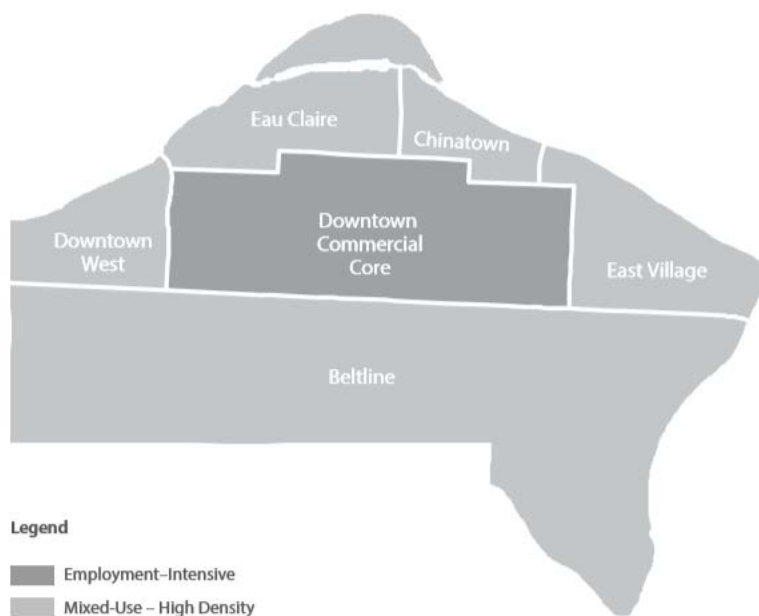 Eau Claire
Chinatown
Downtown
West
Downtown
Commercial
Core
East Village
Beltline
Legend
Employment–Intensive
Mixed-Use – High Density